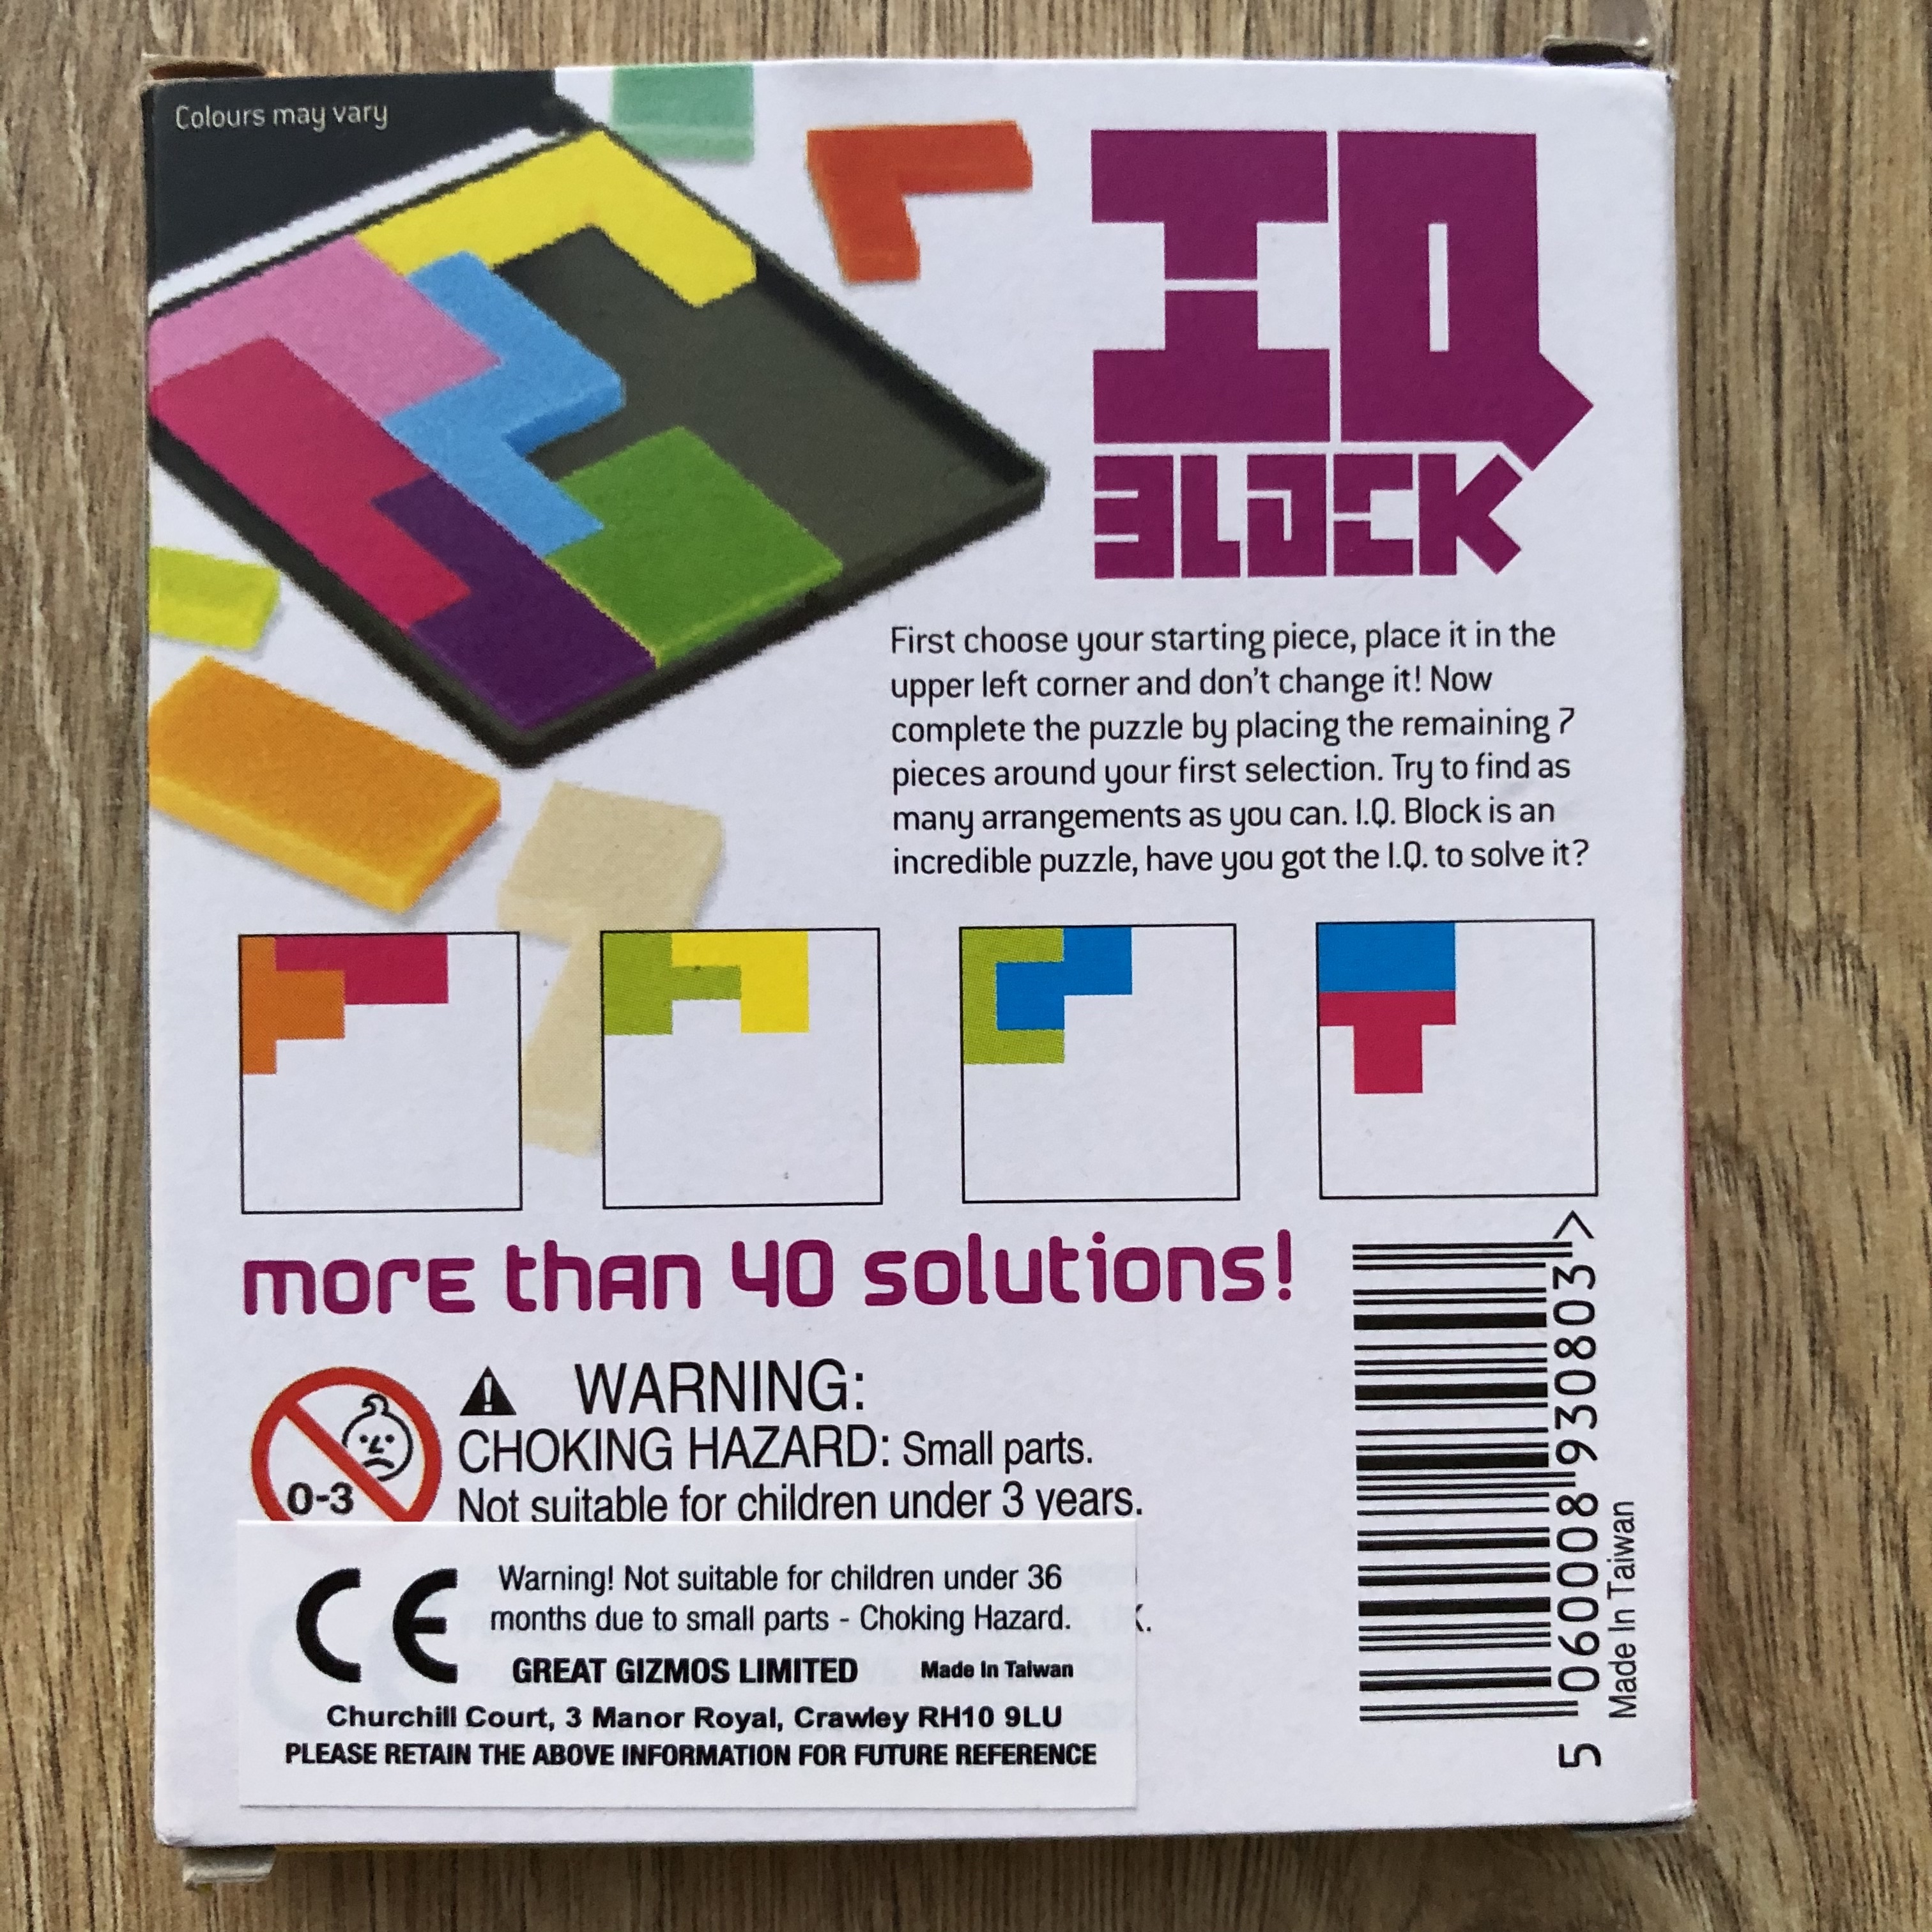 Colours may vary
IQ
BLOCK
First choose your starting piece, place it in the
upper left corner and don't change it! Now
complete the puzzle by placing the remaining 7
pieces around your first selection. Try to find as
many arrangements as you can. I.Q. Block is an
incredible puzzle, have you got the I.Q. to solve it?
more than 40 solutions!
WARNING:
CHOKING HAZARD: Small parts.
Not suitable for children under 3 years.
0-3
CE
Warning! Not suitable for children under 36
months due to small parts - Choking Hazard.
GREAT GIZMOS LIMITED Made In Taiwan
Churchill Court, 3 Manor Royal, Crawley RH10 9LU
PLEASE RETAIN THE ABOVE INFORMATION FOR FUTURE REFERENCE
5 060008 930803 >
Made In Taiwan